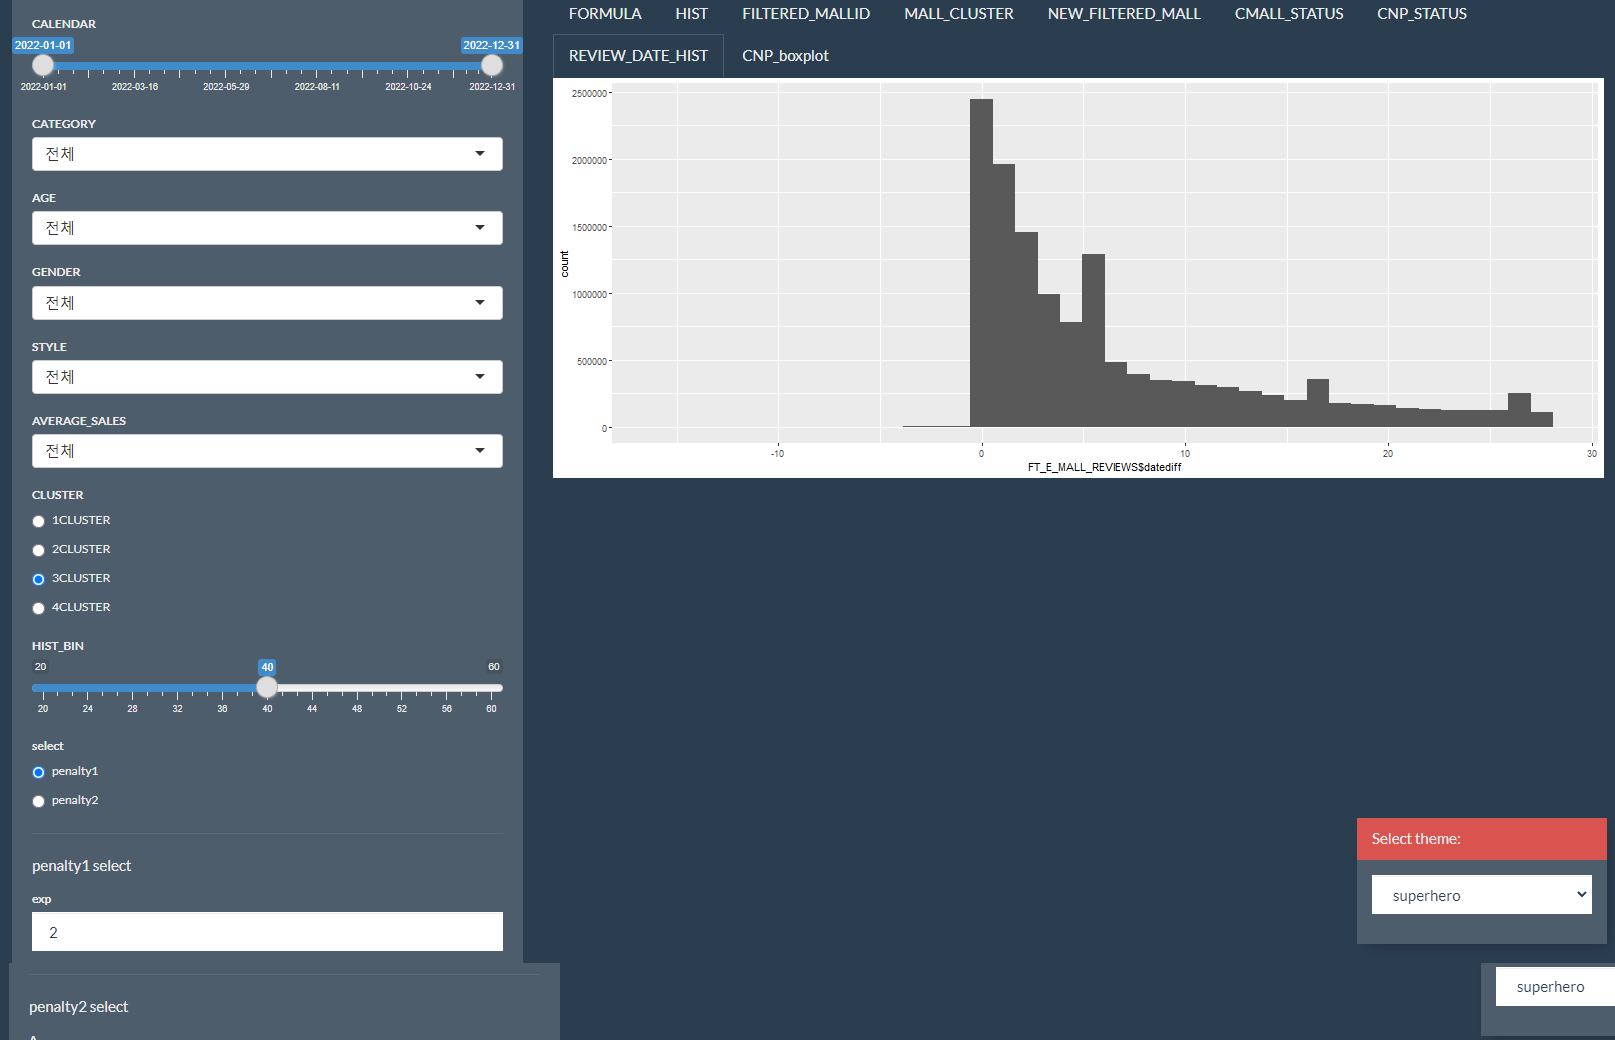 CALENDAR
2022-01-01 2022-12-31
2022-01-01 2022-03-16 2022-05-29 2022-08-11 2022-10-24 2022-12-31
CATEGORY
전체
AGE
전체
GENDER
전체
STYLE
전체
AVERAGE_SALES
전체
CLUSTER
1CLUSTER
2CLUSTER
3CLUSTER
4CLUSTER
HIST_BIN
20 40 60
20 24 28 32 36 40 44 48 52 56 60
select
penalty1
penalty2
penalty1 select
exp
2
penalty2 select
FORMULA HIST FILTERED_MALLID MALL_CLUSTER NEW_FILTERED_MALL CMALL_STATUS CNP_STATUS
REVIEW_DATE_HIST CNP_boxplot
2500000
2000000
1500000
1000000
500000
0
count
-10 0 10 20 30
FT_E_MALL_REVIEWS$datediff
Select theme:
superhero
superhero